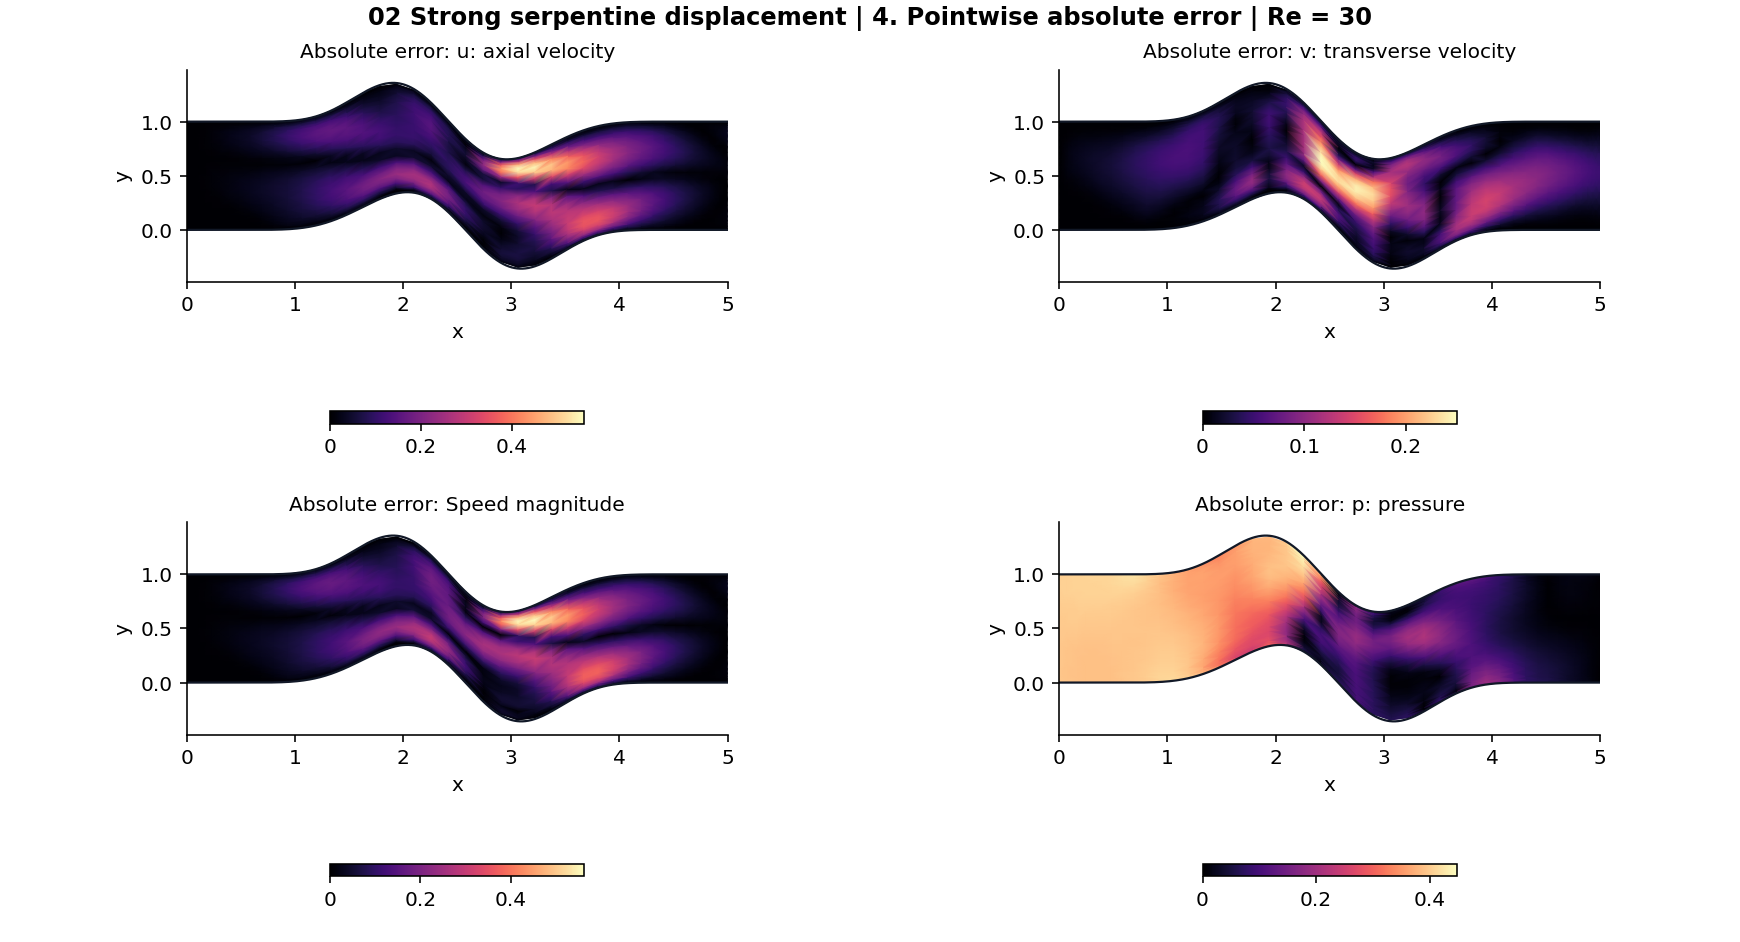 02 Strong serpentine displacement | 4. Pointwise absolute error | Re = 30
Absolute error: u: axial velocity
1.0
0.5
0.0
y
0 1 2 3 4 5
x
0 0.2 0.4
Absolute error: v: transverse velocity
1.0
0.5
0.0
y
0 1 2 3 4 5
x
0 0.1 0.2
Absolute error: Speed magnitude
1.0
0.5
0.0
y
0 1 2 3 4 5
x
0 0.2 0.4
Absolute error: p: pressure
1.0
0.5
0.0
y
0 1 2 3 4 5
x
0 0.2 0.4